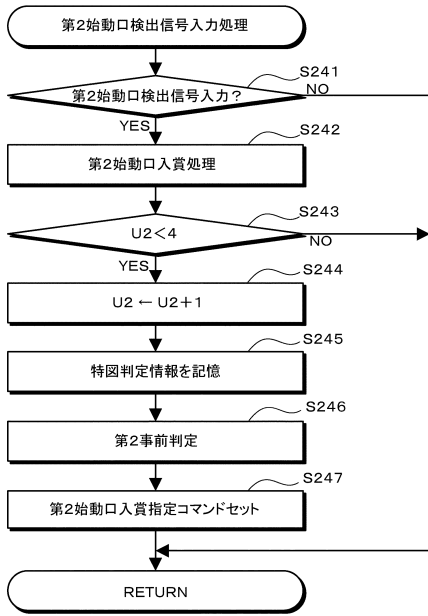 第2始動口検出信号入力処理
S241
第2始動口検出信号入力？
NO
YES
S242
第2始動口入賞処理
S243
U2<4
NO
YES
S244
U2 ← U2+1
S245
特図判定情報を記憶
S246
第2事前判定
S247
第2始動口入賞指定コマンドセット
RETURN